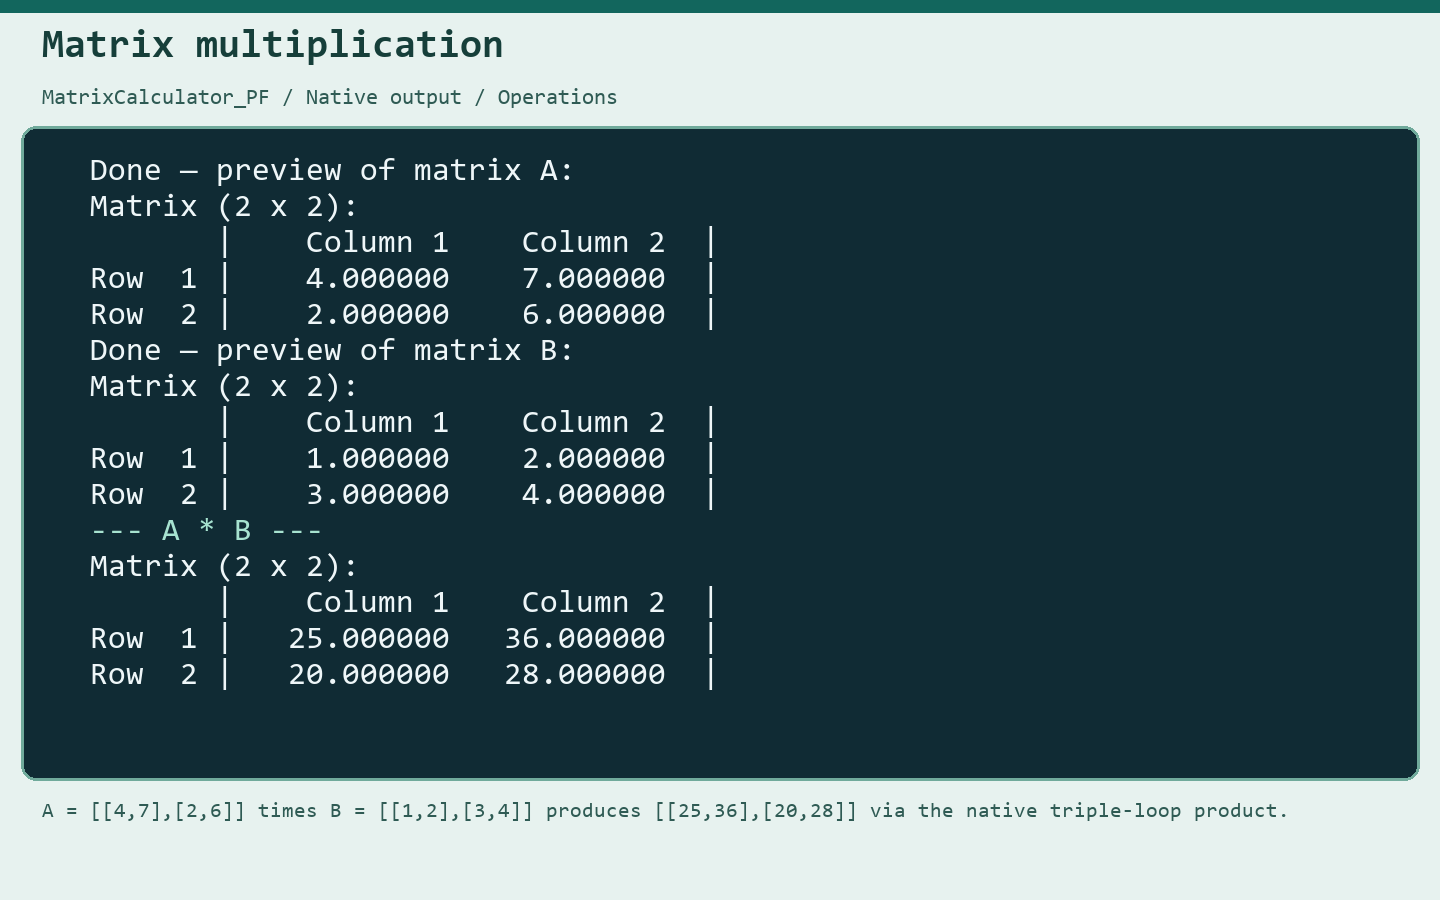 Matrix multiplication
MatrixCalculator_PF / Native output / Operations
Done — preview of matrix A:
Matrix (2 x 2):
       |    Column 1    Column 2  |
Row  1 |    4.000000    7.000000  |
Row  2 |    2.000000    6.000000  |
Done — preview of matrix B:
Matrix (2 x 2):
       |    Column 1    Column 2  |
Row  1 |    1.000000    2.000000  |
Row  2 |    3.000000    4.000000  |
--- A * B ---
Matrix (2 x 2):
       |    Column 1    Column 2  |
Row  1 |   25.000000   36.000000  |
Row  2 |   20.000000   28.000000  |
A = [[4,7],[2,6]] times B = [[1,2],[3,4]] produces [[25,36],[20,28]] via the native triple-loop product.